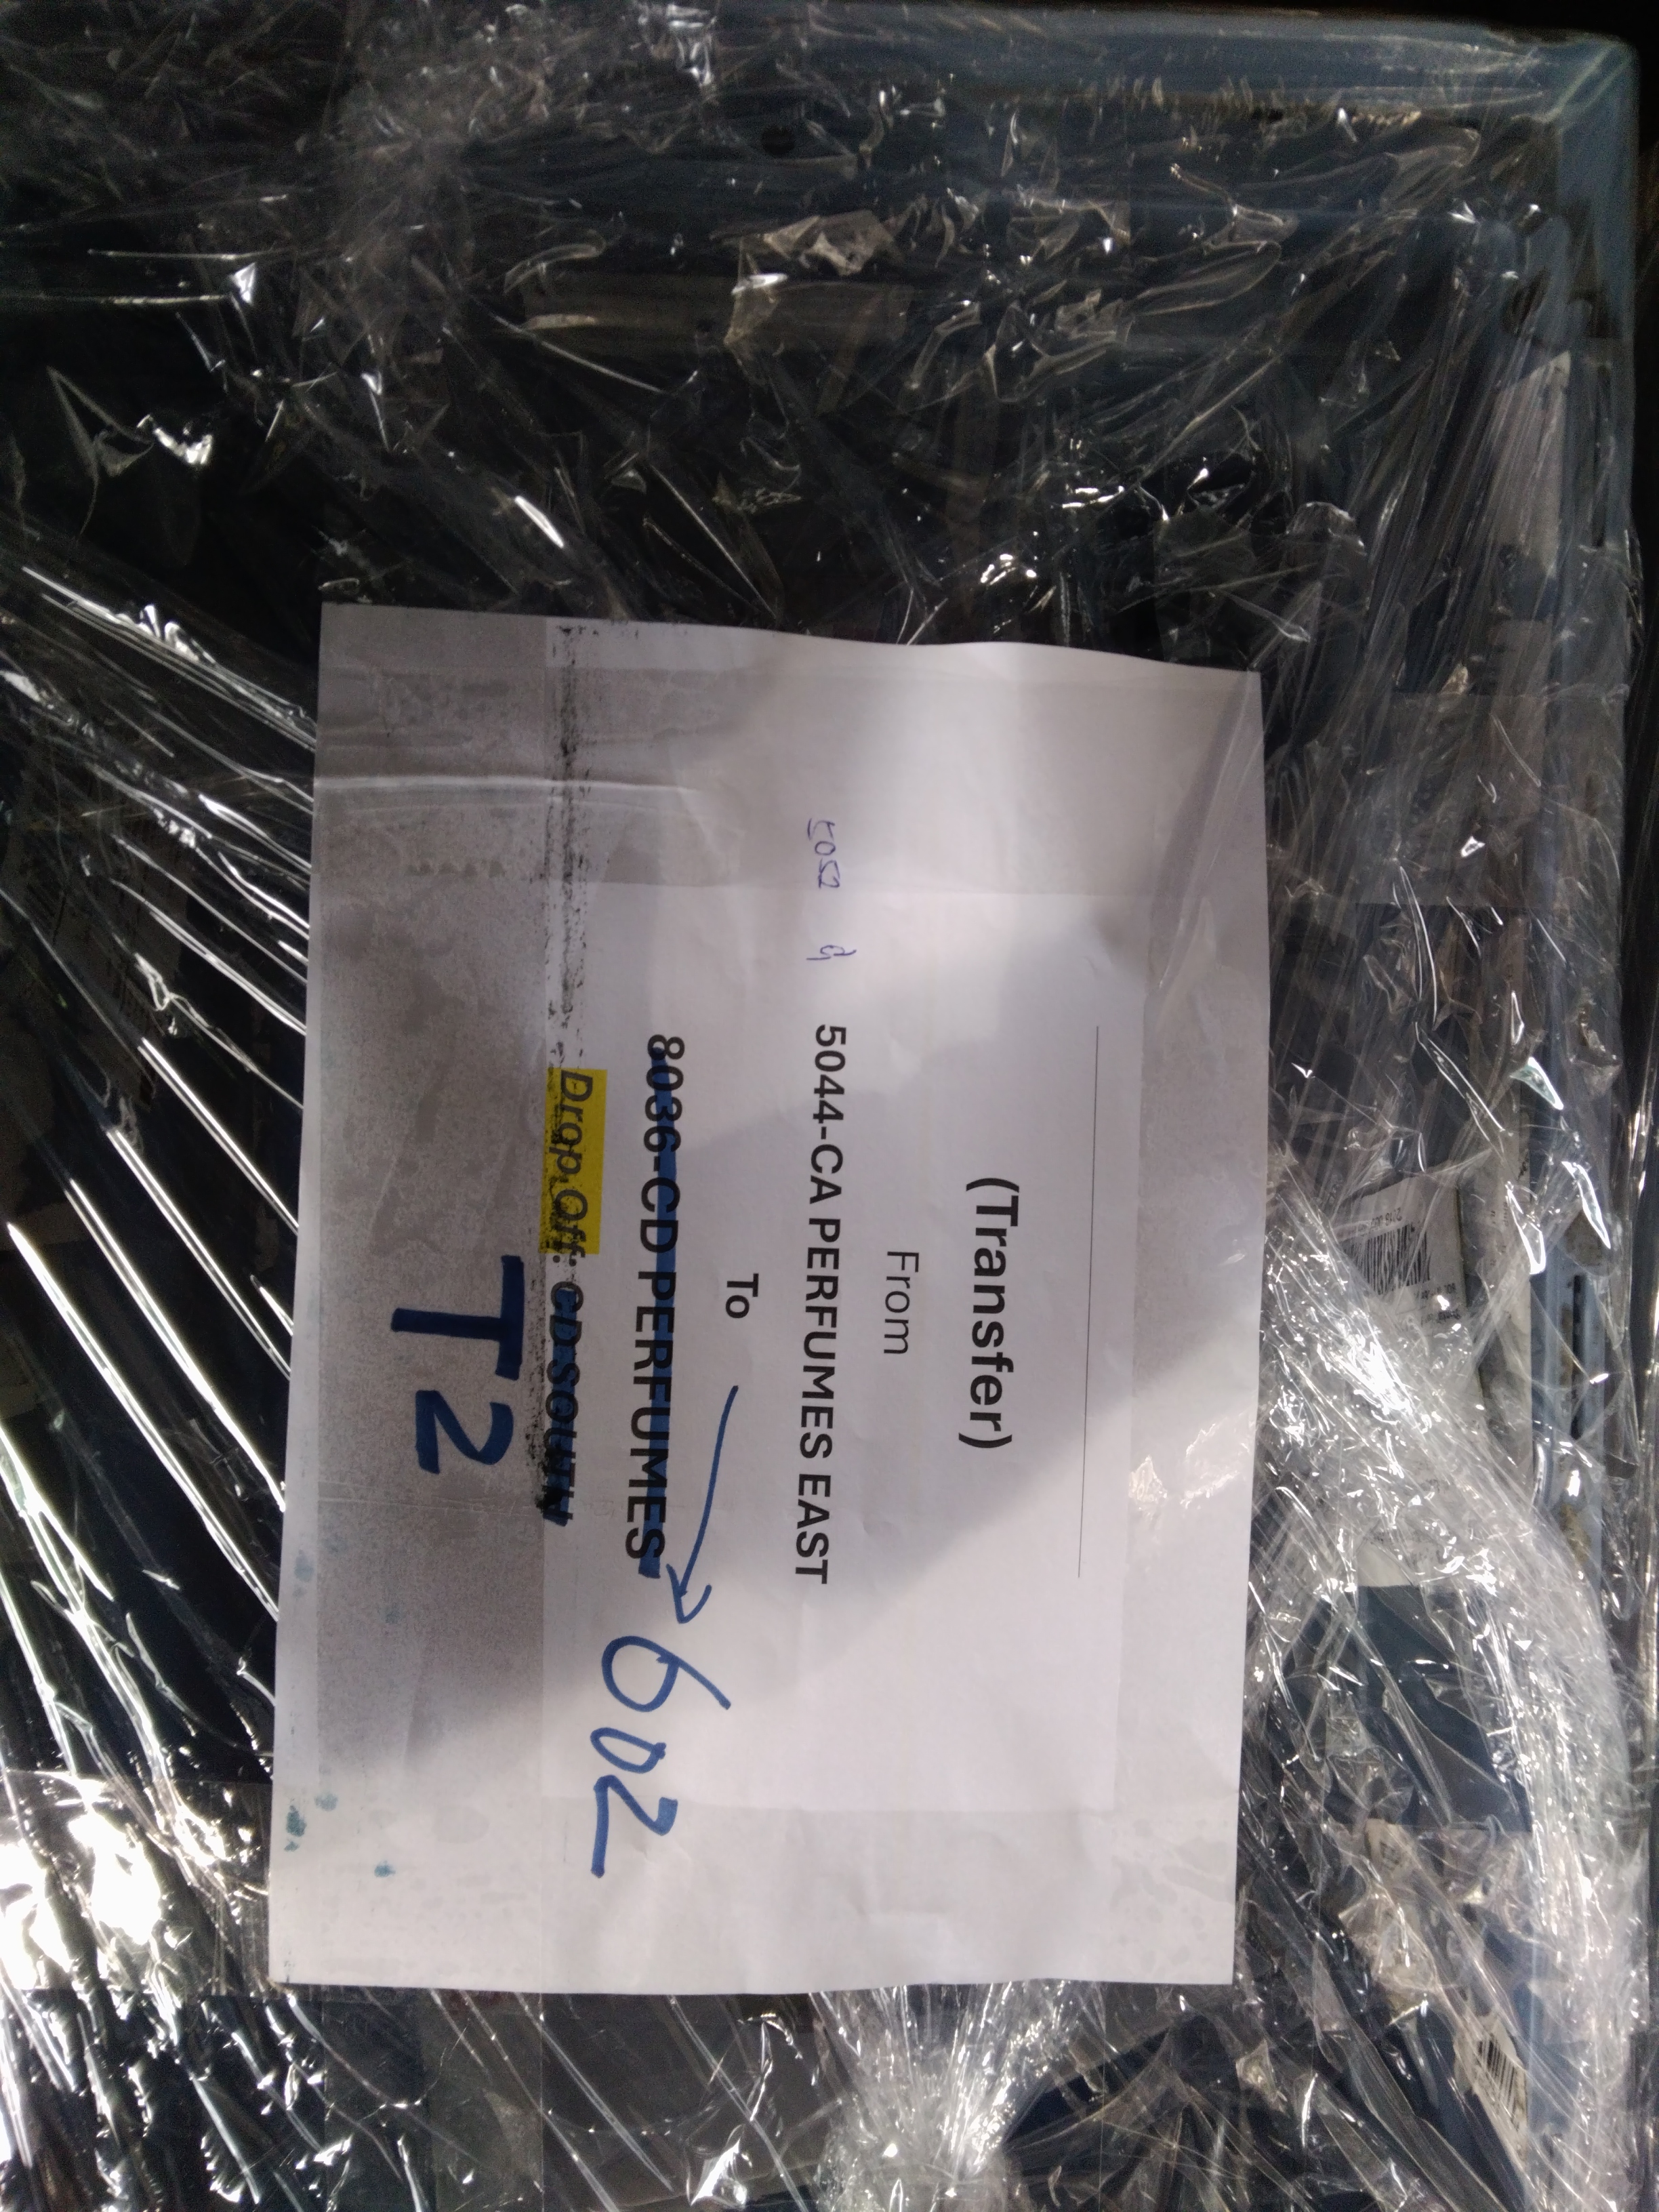 (Transfer)
From
5044-CA PERFUMES EAST
To
8036-CD PERFUMES
602
Drop Off: CD SOUTH
T2